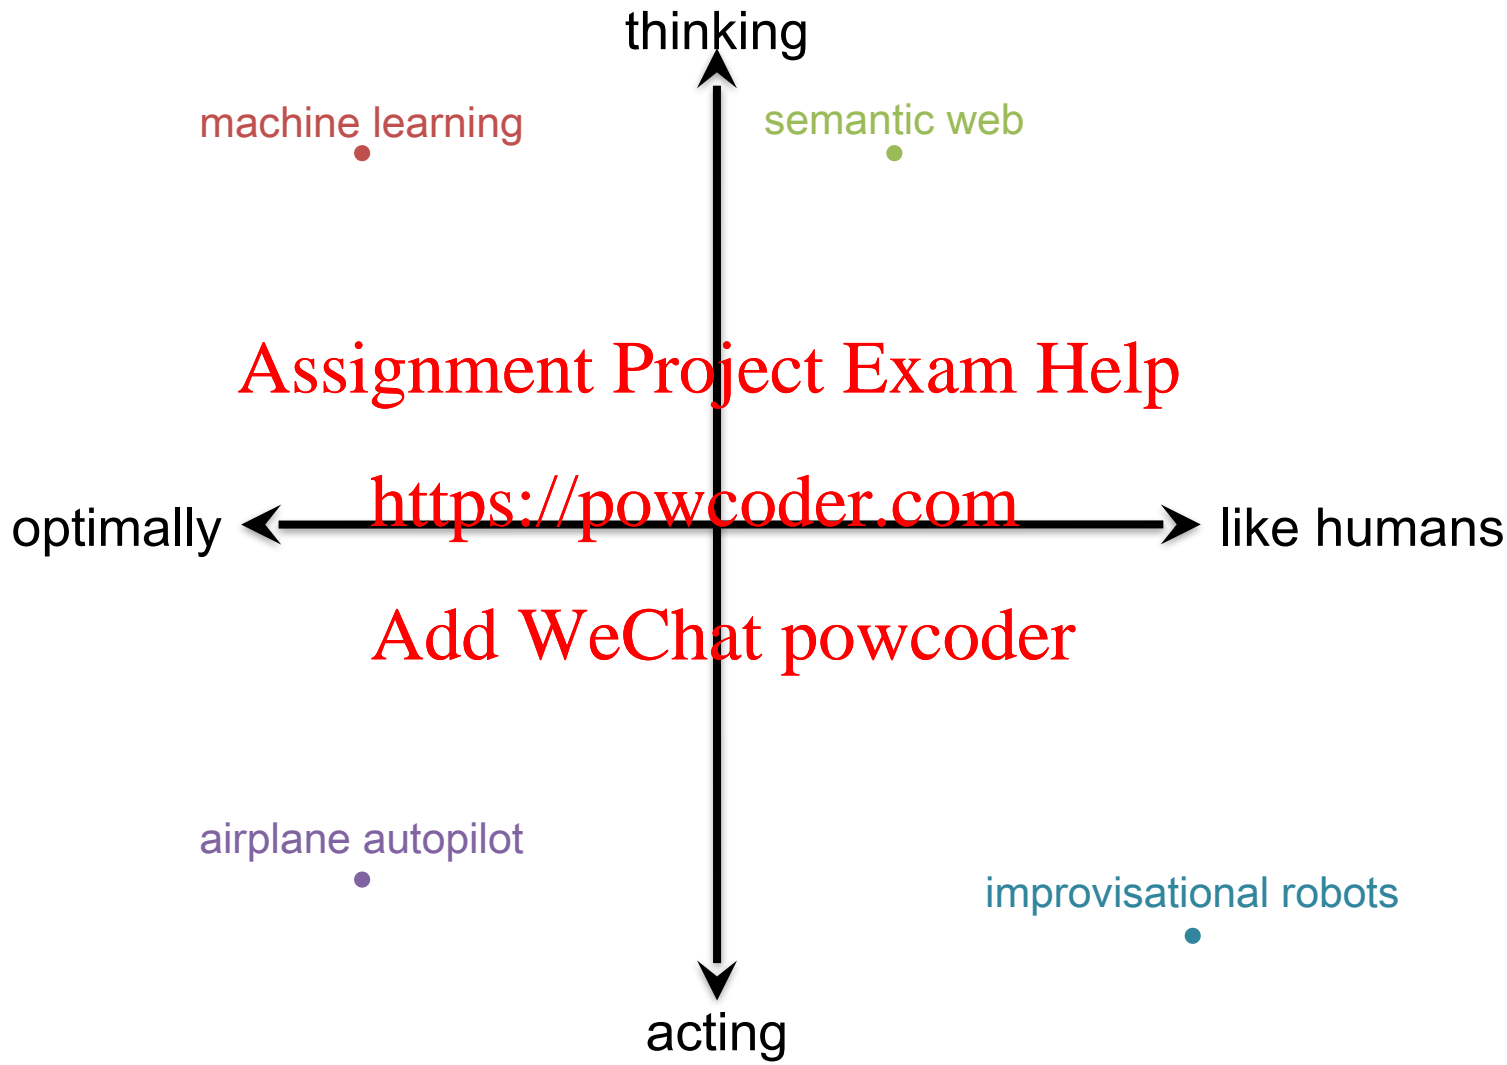 thinking
machine learning
semantic web
Assignment Project Exam Help
https://powcoder.com
optimally
like humans
Add WeChat powcoder
airplane autopilot
improvisational robots
acting